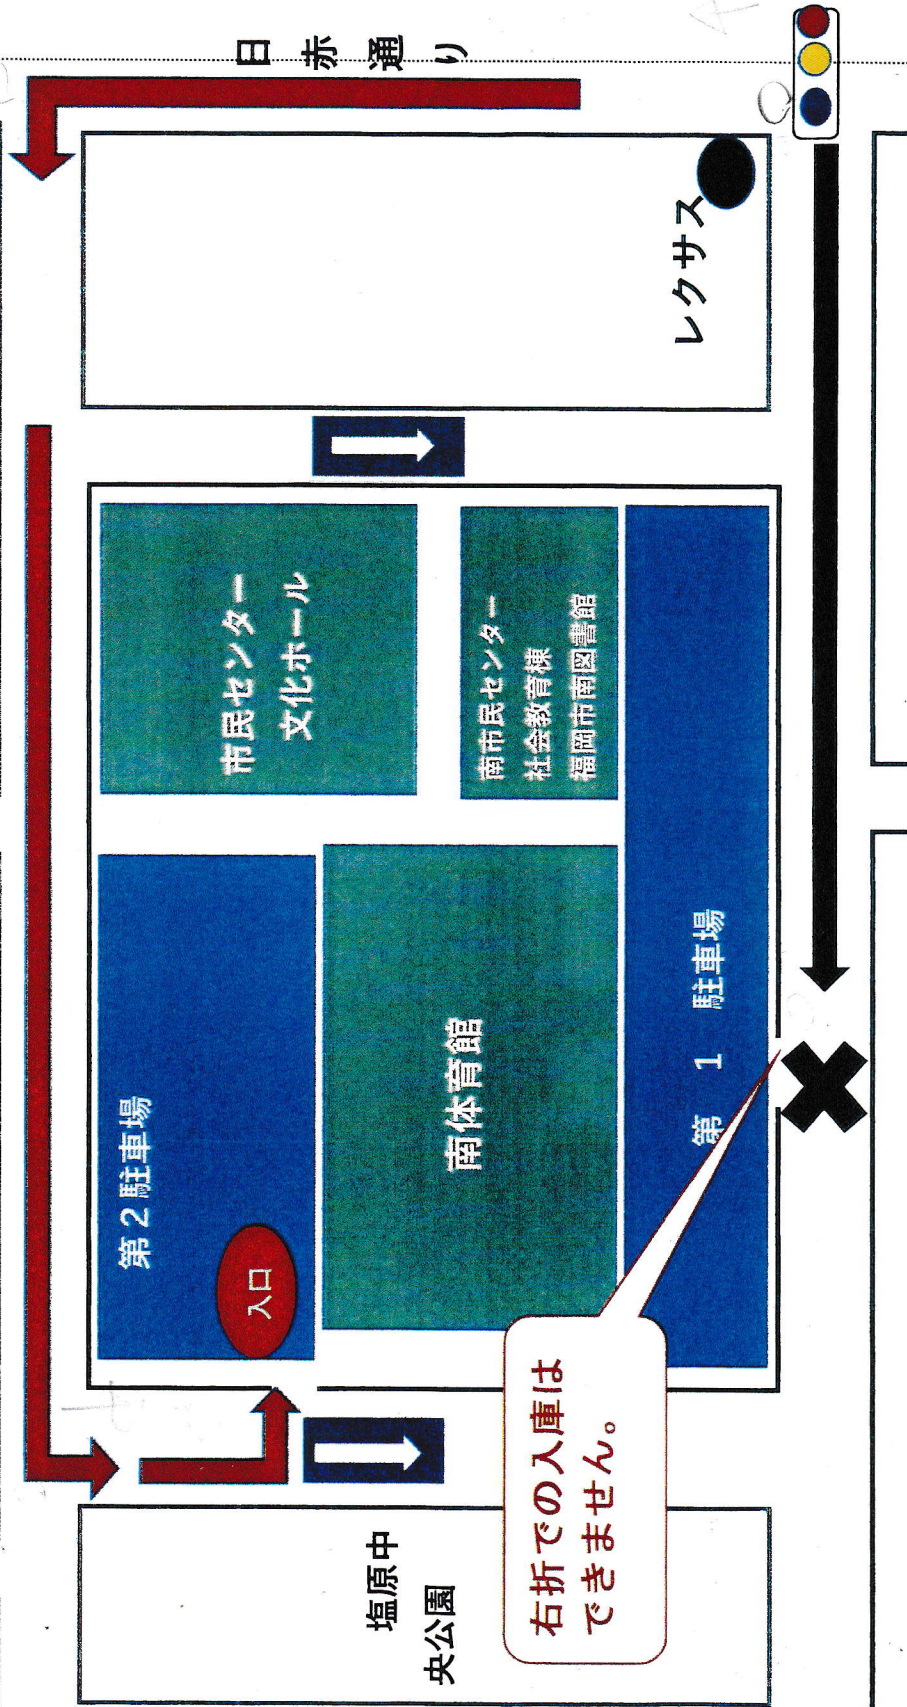 日赤通り
レクサス
市民センター
文化ホール
南市民センター
社会教育棟
福岡市南図書館
第２駐車場
入口
南体育館
第　１　駐車場
右折での入庫は
できません。
塩原中
央公園